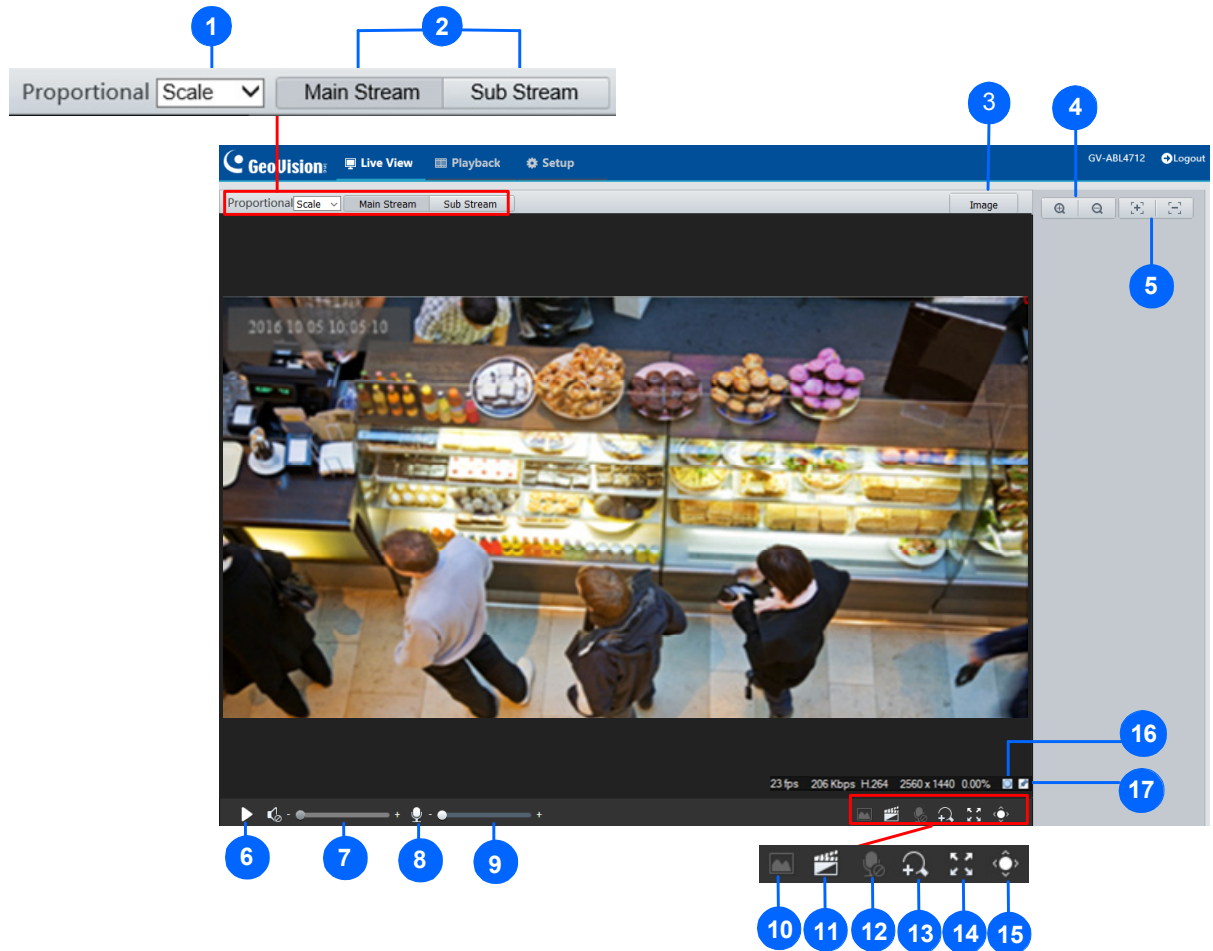 1
2
Proportional Scale Main Stream Sub Stream
3
4
GeoVision Live View Playback Setup GV-ABL4712 Logout
Proportional Scale Main Stream Sub Stream Image
5
2016 10 05 10:05:10
16
23 fps 206 Kbps H.264 2560 x 1440 0.00%
17
- + - +
6 7 8 9
10 11 12 13 14 15